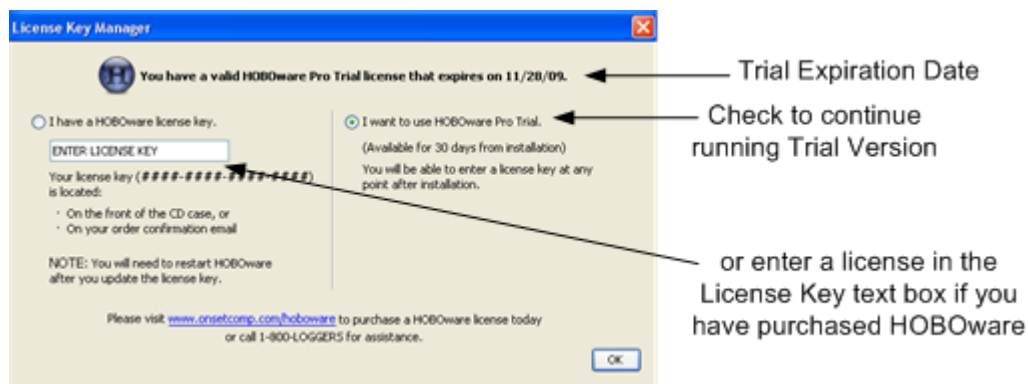 License Key Manager
You have a valid HOBOware Pro Trial license that expires on 11/28/09.
I have a HOBOware license key.
ENTER LICENSE KEY
Your license key (####-####-####-####)
is located:
· On the front of the CD case, or
· On your order confirmation email
NOTE: You will need to restart HOBOware
after you update the license key.
I want to use HOBOware Pro Trial.
(Available for 30 days from installation)
You will be able to enter a license key at any
point after installation.
Please visit www.onsetcomp.com/hoboware to purchase a HOBOware license today
or call 1-800-LOGGERS for assistance.
OK
Trial Expiration Date
Check to continue
running Trial Version
or enter a license in the
License Key text box if you
have purchased HOBOware